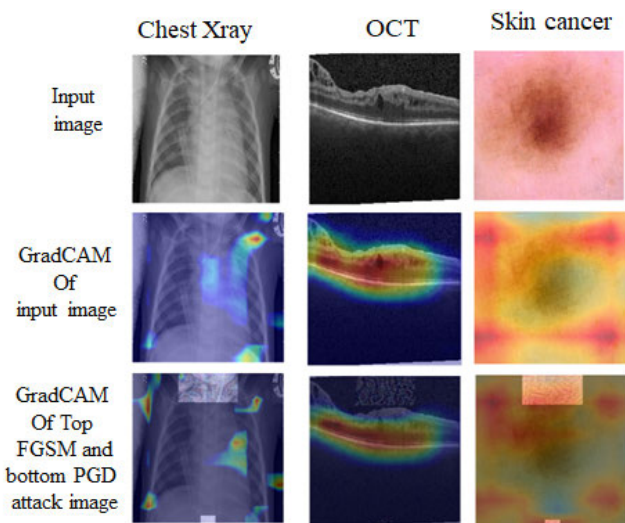 Chest Xray OCT Skin cancer
Input
image
GradCAM
Of
input image
GradCAM
Of Top
FGSM and
bottom PGD
attack image